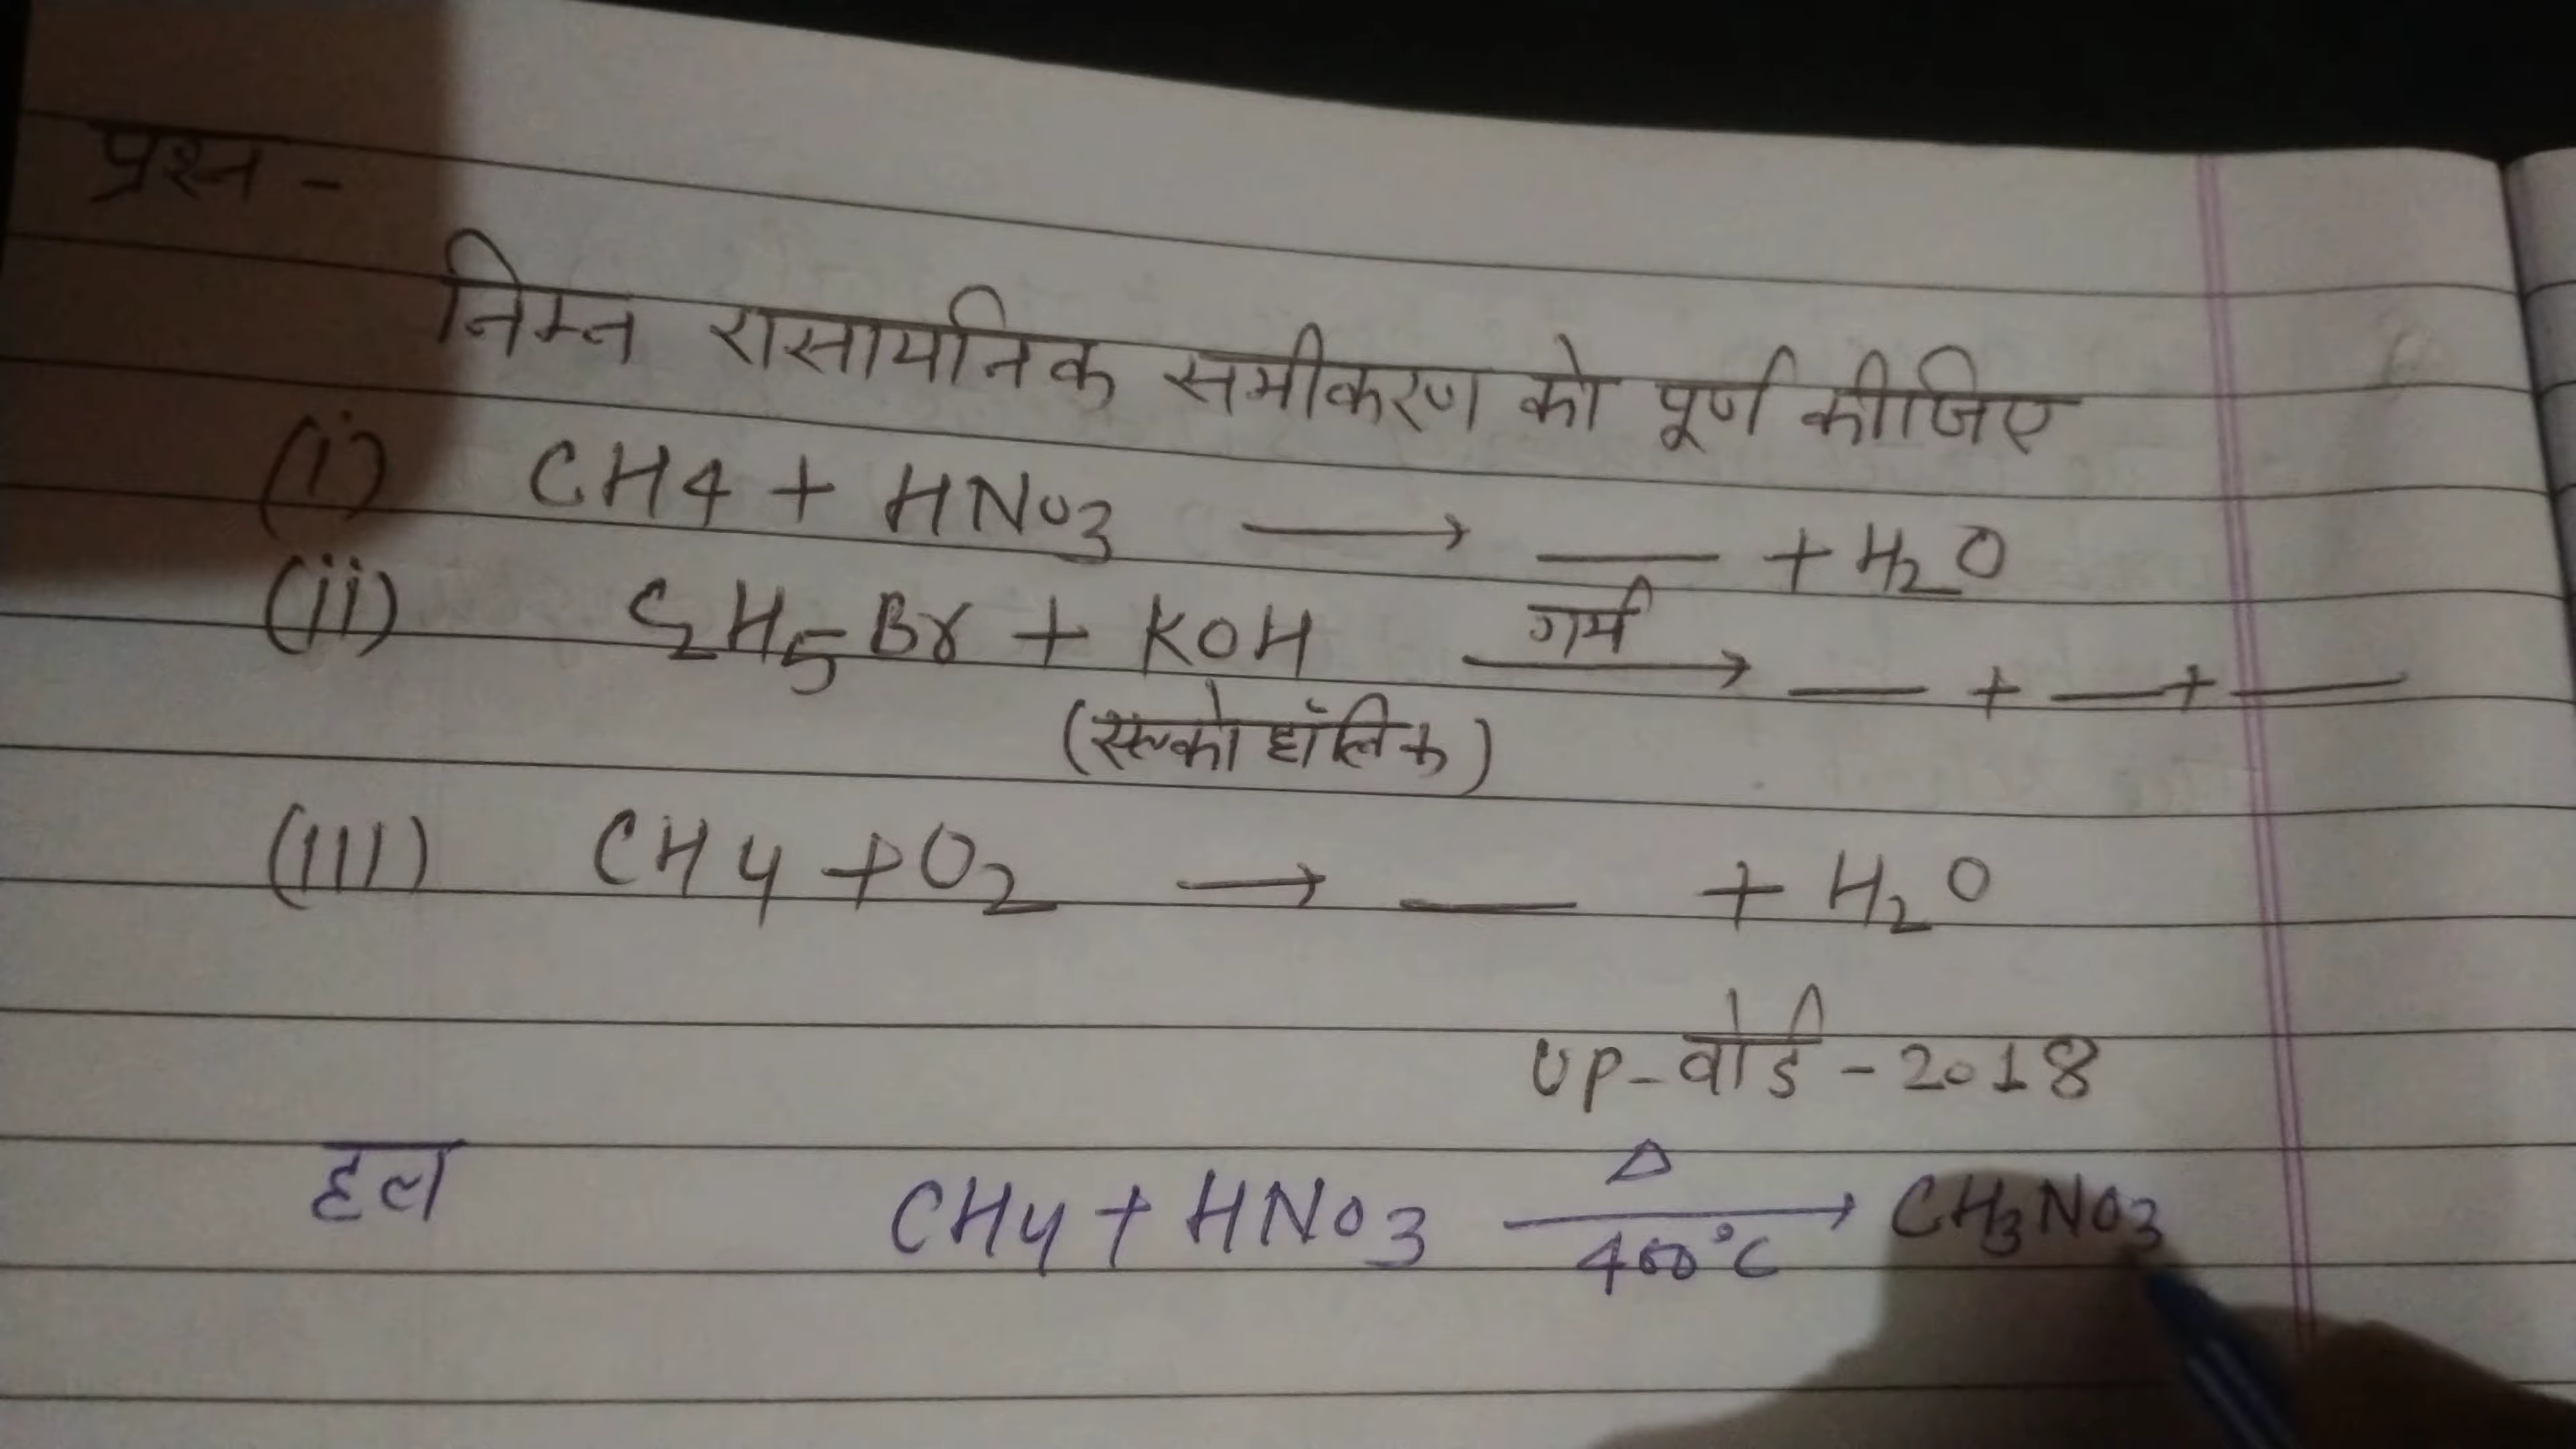 प्रश्न -
निम्न रासायनिक समीकरण को पूर्ण कीजिए
(i) CH4 + HNO3 ⟶ ___ + H₂O
(ii) C₂H₅Br + KOH गर्म⟶ ___ + ___ + ___
(एल्कोहॉलिक)
(iii) CH4 + O₂ ⟶ ___ + H₂O
UP-बोर्ड - 2018
हल CH4 + HNO3 Δ⟶400°C CH₃NO3